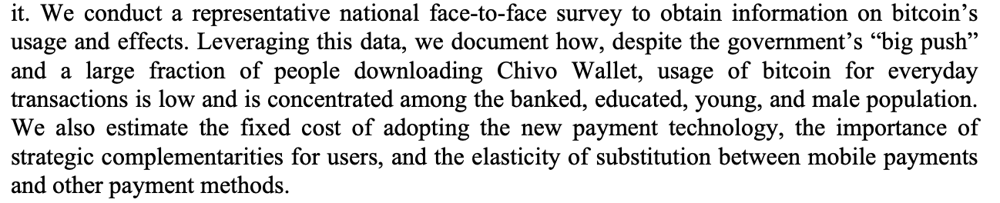 it. We conduct a representative national face-to-face survey to obtain information on bitcoin’s
usage and effects. Leveraging this data, we document how, despite the government’s “big push”
and a large fraction of people downloading Chivo Wallet, usage of bitcoin for everyday
transactions is low and is concentrated among the banked, educated, young, and male population.
We also estimate the fixed cost of adopting the new payment technology, the importance of
strategic complementarities for users, and the elasticity of substitution between mobile payments
and other payment methods.